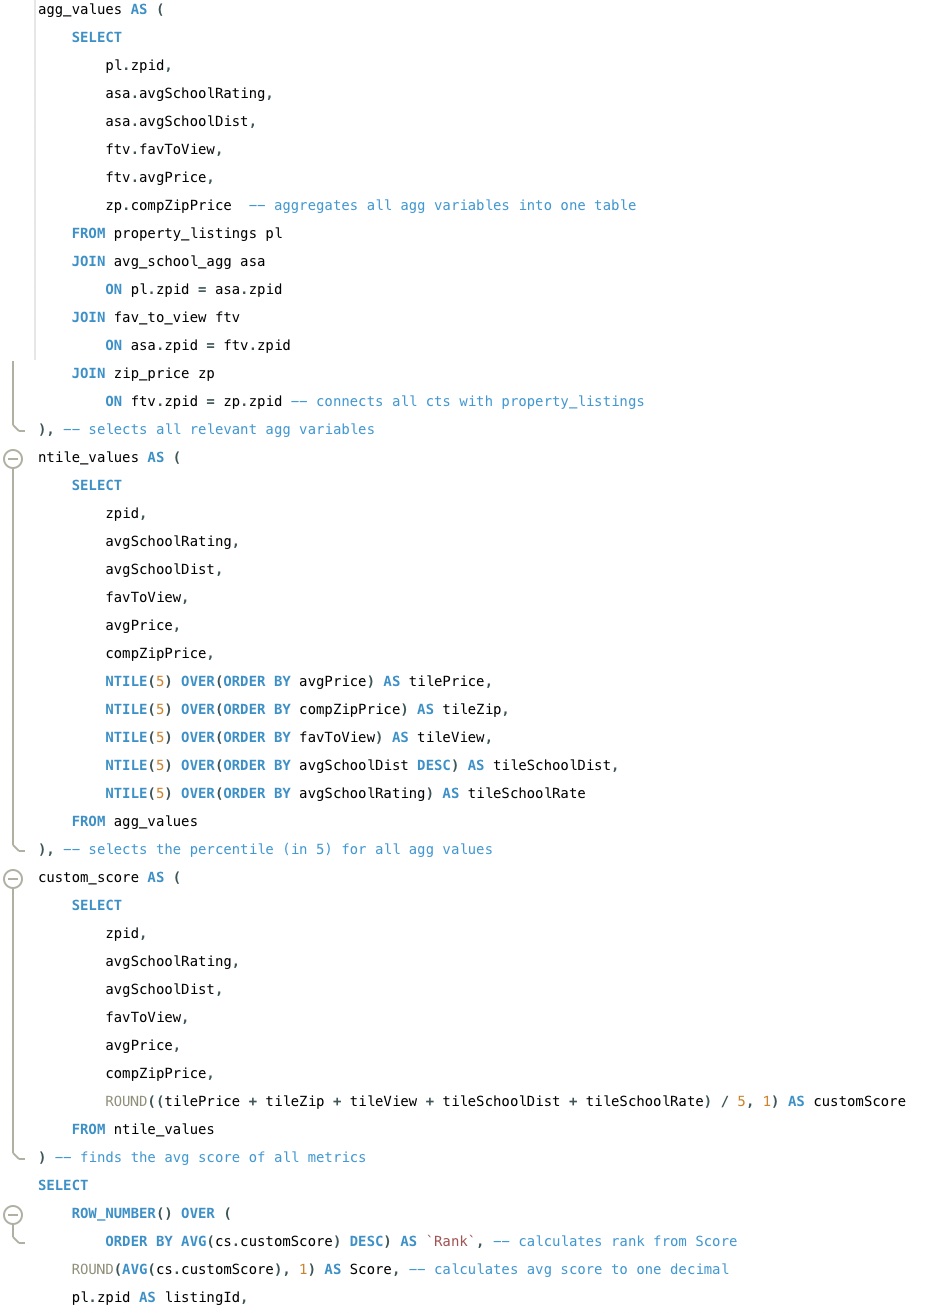 agg_values AS (
SELECT
pl.zpid,
asa.avgSchoolRating,
asa.avgSchoolDist,
ftv.favToView,
ftv.avgPrice,
zp.compZipPrice  -- aggregates all agg variables into one table
FROM property_listings pl
JOIN avg_school_agg asa
ON pl.zpid = asa.zpid
JOIN fav_to_view ftv
ON asa.zpid = ftv.zpid
JOIN zip_price zp
ON ftv.zpid = zp.zpid -- connects all cts with property_listings
), -- selects all relevant agg variables
ntile_values AS (
SELECT
zpid,
avgSchoolRating,
avgSchoolDist,
favToView,
avgPrice,
compZipPrice,
NTILE(5) OVER(ORDER BY avgPrice) AS tilePrice,
NTILE(5) OVER(ORDER BY compZipPrice) AS tileZip,
NTILE(5) OVER(ORDER BY favToView) AS tileView,
NTILE(5) OVER(ORDER BY avgSchoolDist DESC) AS tileSchoolDist,
NTILE(5) OVER(ORDER BY avgSchoolRating) AS tileSchoolRate
FROM agg_values
), -- selects the percentile (in 5) for all agg values
custom_score AS (
SELECT
zpid,
avgSchoolRating,
avgSchoolDist,
favToView,
avgPrice,
compZipPrice,
ROUND((tilePrice + tileZip + tileView + tileSchoolDist + tileSchoolRate) / 5, 1) AS customScore
FROM ntile_values
) -- finds the avg score of all metrics
SELECT
ROW_NUMBER() OVER (
ORDER BY AVG(cs.customScore) DESC) AS `Rank`, -- calculates rank from Score
ROUND(AVG(cs.customScore), 1) AS Score, -- calculates avg score to one decimal
pl.zpid AS listingId,